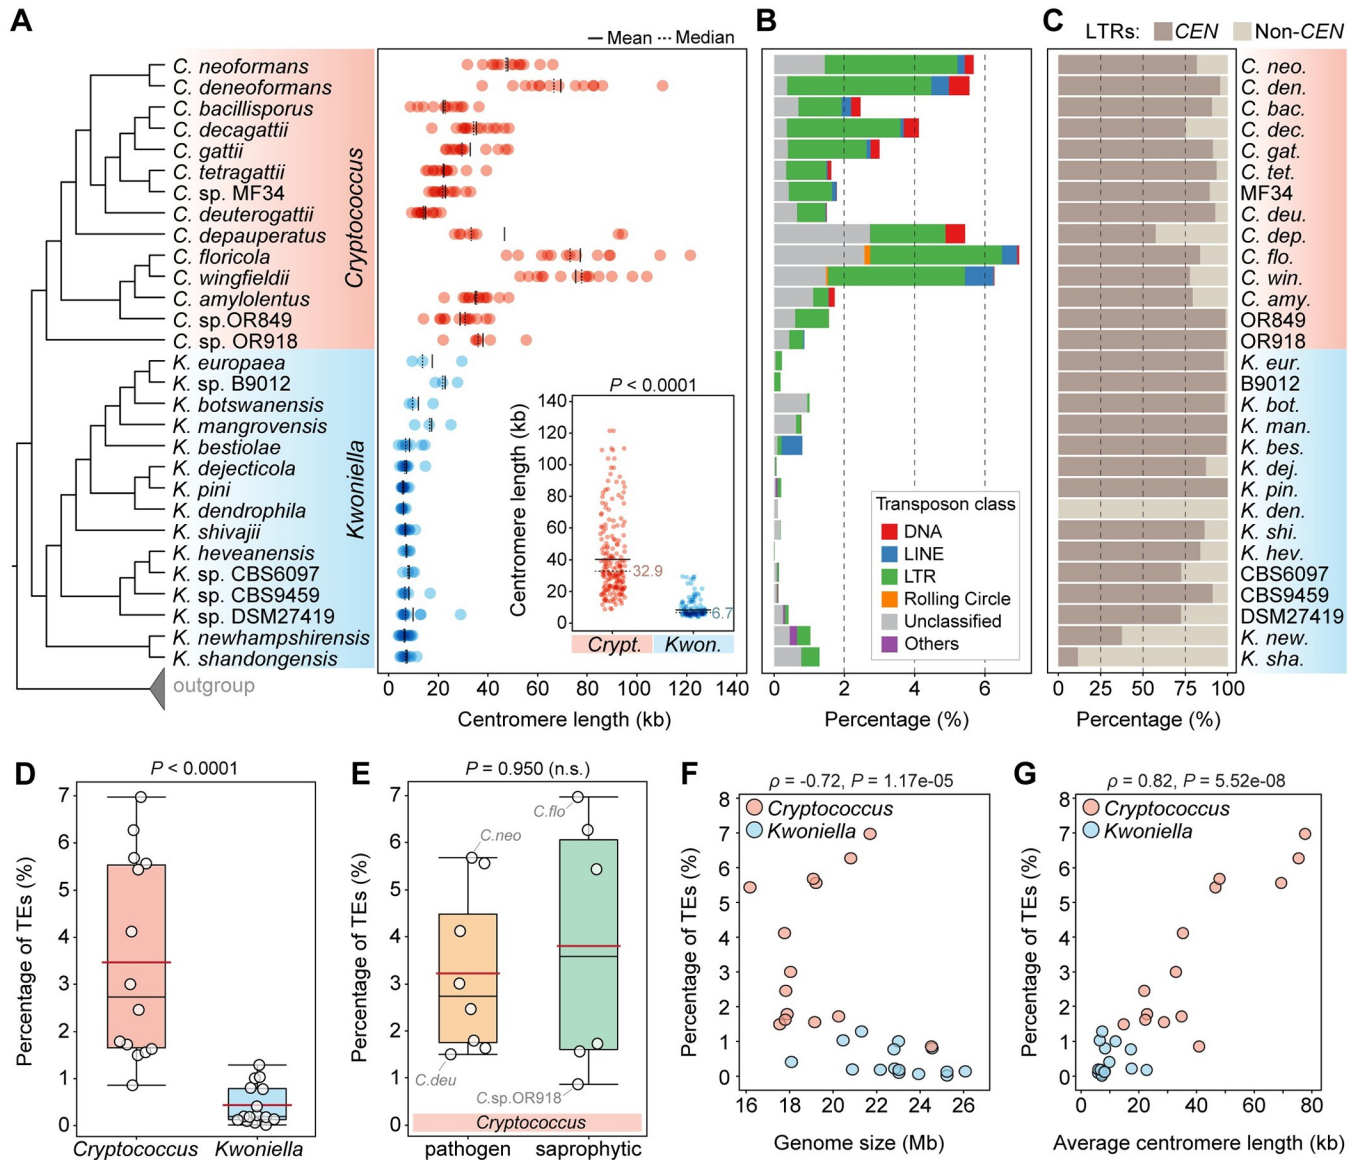 A
Mean Median
C. neoformans
C. deneoformans
C. bacillisporus
C. decagattii
C. gattii
C. tetragattii
C. sp. MF34
C. deuterogattii
C. depauperatus
C. floricola
C. wingfieldii
C. amylolentus
C. sp.OR849
C. sp. OR918
K. europaea
K. sp. B9012
K. botswanensis
K. mangrovensis
K. bestiolae
K. dejecticola
K. pini
K. dendrophila
K. shivajii
K. heveanensis
K. sp. CBS6097
K. sp. CBS9459
K. sp. DSM27419
K. newhampshirensis
K. shandongensis
outgroup
Cryptococcus
Kwoniella
P < 0.0001
Centromere length (kb)
140
120
100
80
60
40
20
0
32.9
6.7
Crypt. Kwon.
0 20 40 60 80 100 120 140
Centromere length (kb)
B
Transposon class
DNA
LINE
LTR
Rolling Circle
Unclassified
Others
0 2 4 6
Percentage (%)
C
LTRs: CEN Non-CEN
C. neo.
C. den.
C. bac.
C. dec.
C. gat.
C. tet.
MF34
C. deu.
C. dep.
C. flo.
C. win.
C. amy.
OR849
OR918
K. eur.
B9012
K. bot.
K. man.
K. bes.
K. dej.
K. pin.
K. den.
K. shi.
K. hev.
CBS6097
CBS9459
DSM27419
K. new.
K. sha.
0 25 50 75 100
Percentage (%)
D
P < 0.0001
Percentage of TEs (%)
7
6
5
4
3
2
1
0
Cryptococcus Kwoniella
E
P = 0.950 (n.s.)
Percentage of TEs (%)
7
6
5
4
3
2
1
0
C.flo
C.neo
C.deu
C.sp.OR918
Cryptococcus
pathogen saprophytic
F
ρ = -0.72, P = 1.17e-05
Cryptococcus
Kwoniella
Percentage of TEs (%)
8
7
6
5
4
3
2
1
0
16 18 20 22 24 26
Genome size (Mb)
G
ρ = 0.82, P = 5.52e-08
Cryptococcus
Kwoniella
Percentage of TEs (%)
8
7
6
5
4
3
2
1
0
0 20 40 60 80
Average centromere length (kb)